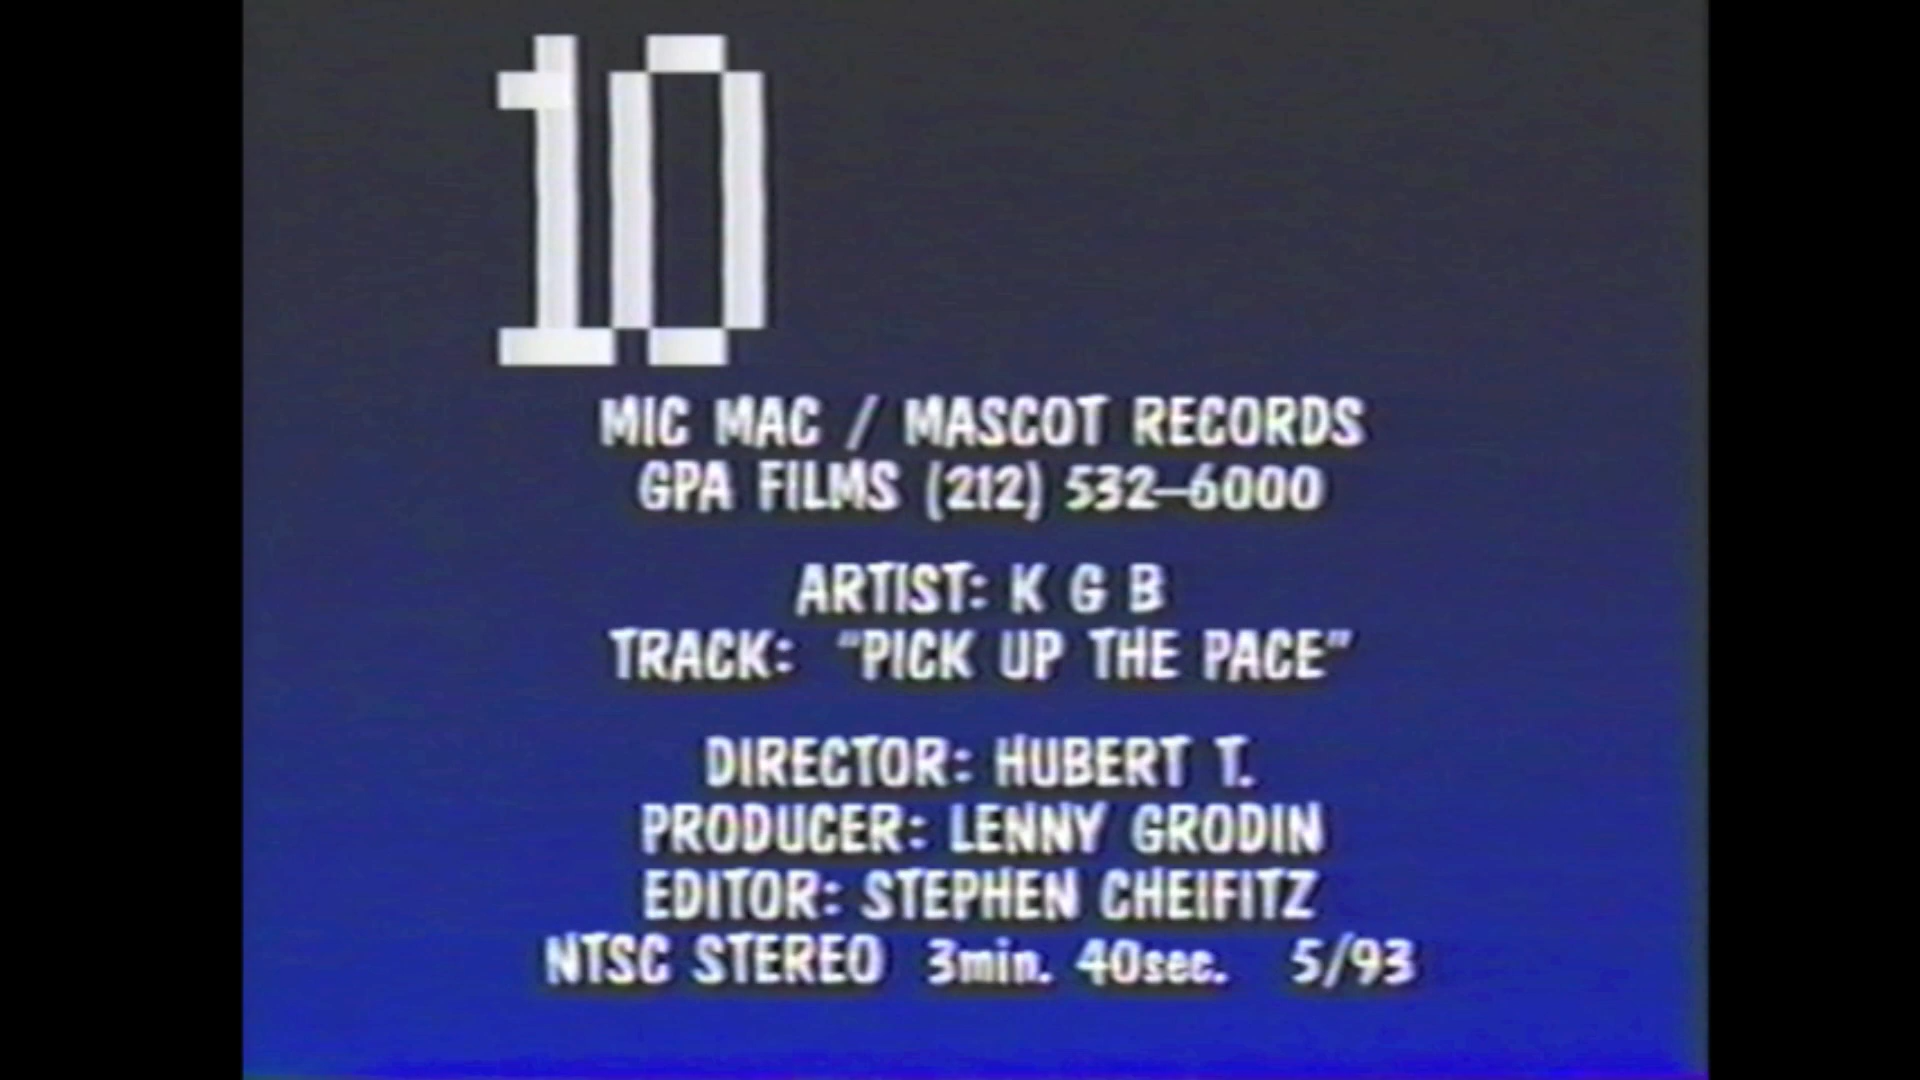 10
MIC MAC / MASCOT RECORDS
GPA FILMS (212) 532-6000
ARTIST: K G B
TRACK: "PICK UP THE PACE"
DIRECTOR: HUBERT T.
PRODUCER: LENNY GRODIN
EDITOR: STEPHEN CHEIFITZ
NTSC STEREO 3min. 40sec. 5/93